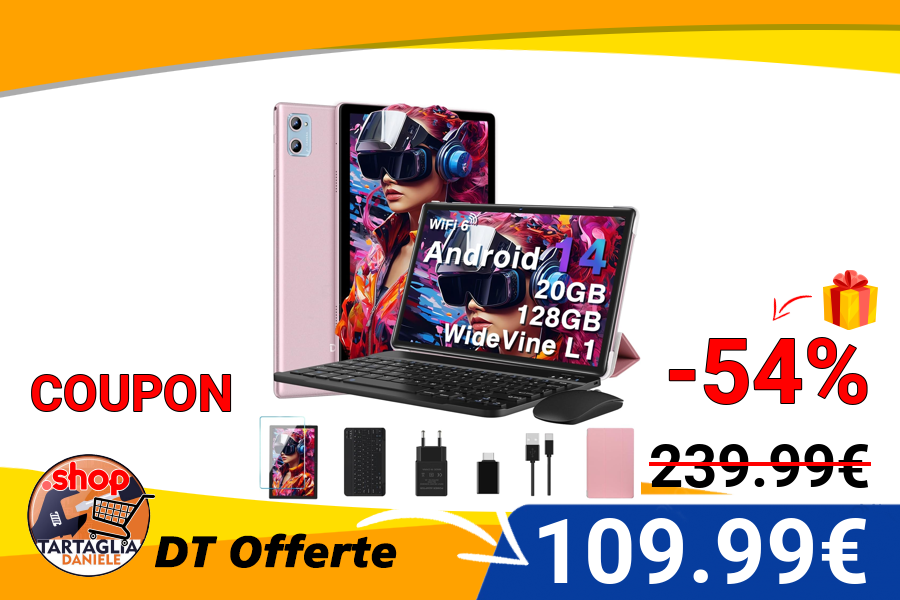 WiFi 6
Android 14
20GB
128GB
WideVine L1
-54%
COUPON
239.99€
.shop
TARTAGLIA
DANIELE
DT Offerte
109.99€